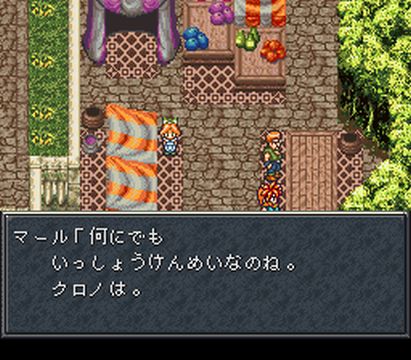 マール「何にでも
いっしょうけんめいなのね。
クロノは。